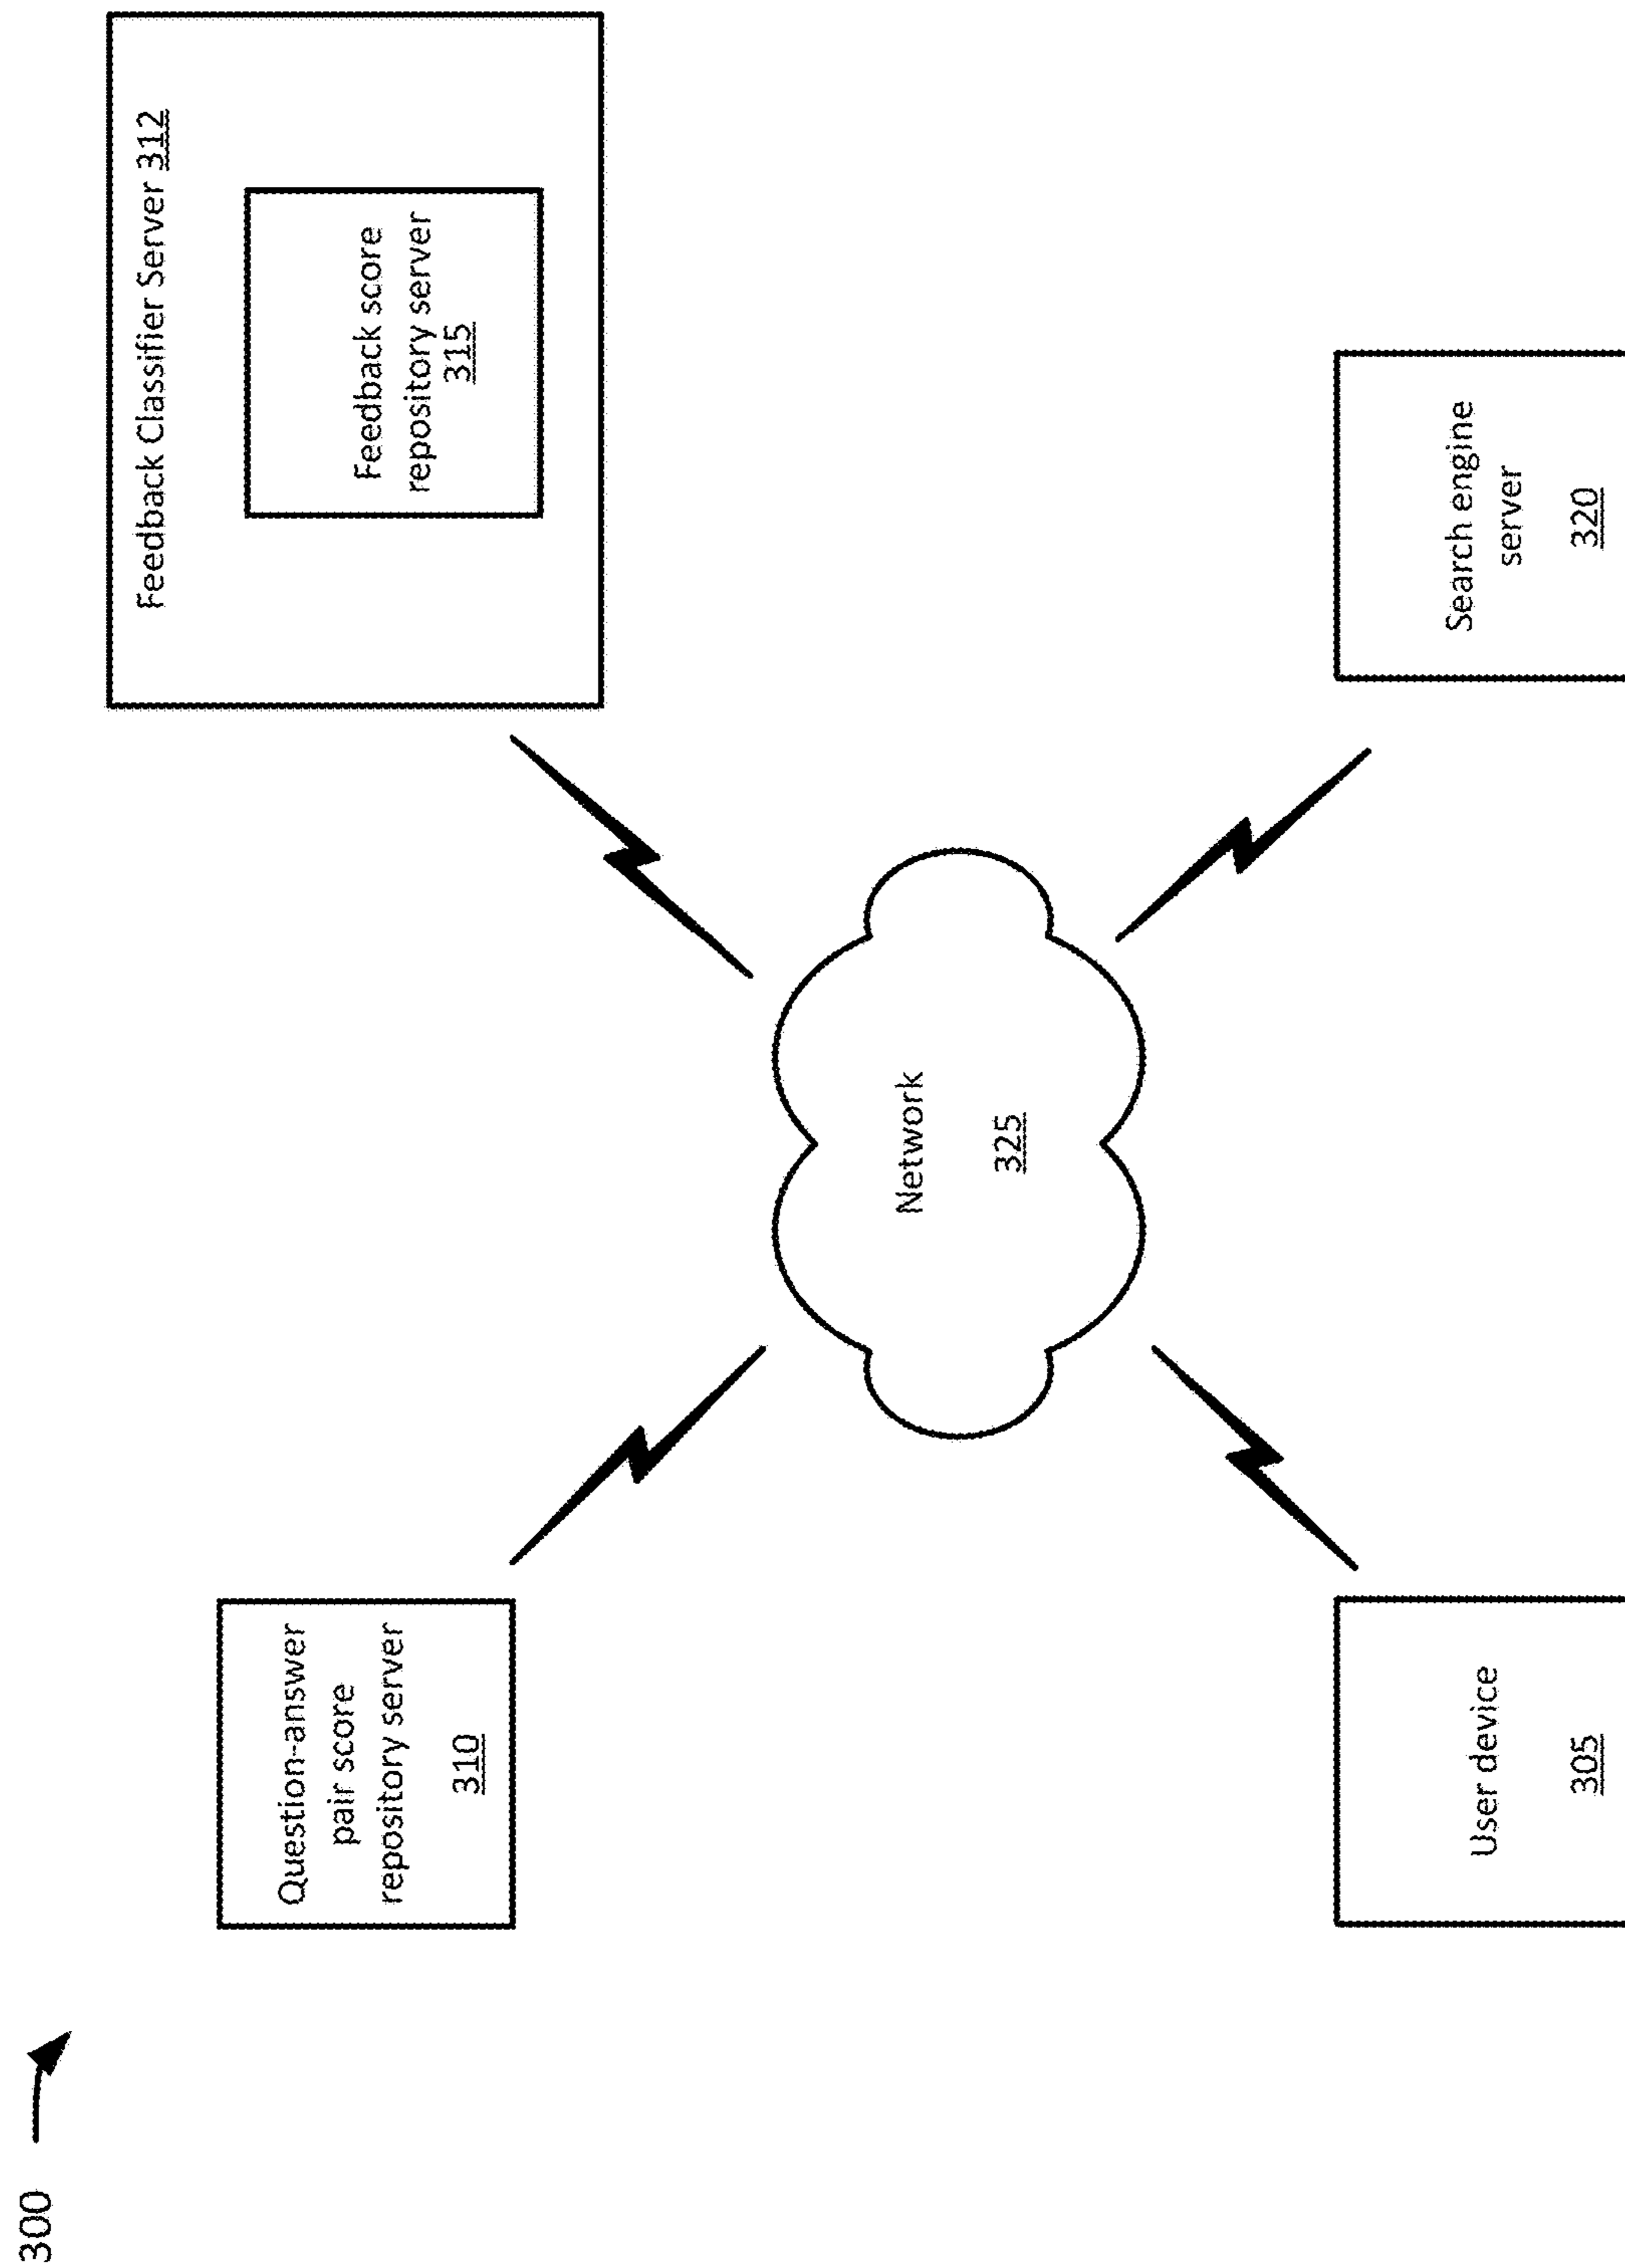 300
Question-answer
pair score
repository server
310
Feedback Classifier Server 312
Feedback score
repository server
315
Network
325
User device
305
Search engine
server
320